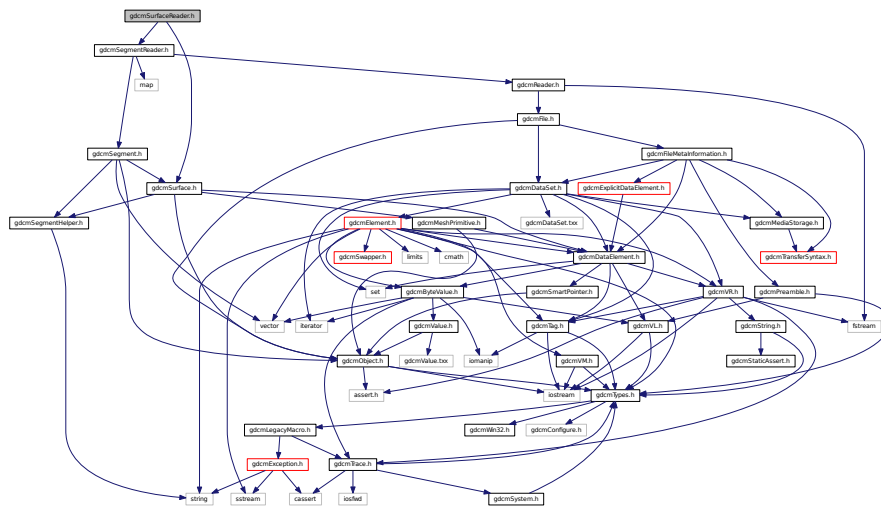 gdcmSurfaceReader.h
gdcmSegmentReader.h
map
gdcmReader.h
gdcmFile.h
gdcmSegment.h
gdcmFileMetaInformation.h
gdcmSurface.h
gdcmDataSet.h
gdcmExplicitDataElement.h
gdcmSegmentHelper.h
gdcmElement.h
gdcmMeshPrimitive.h
gdcmDataSet.txx
gdcmMediaStorage.h
gdcmSwapper.h
limits
cmath
gdcmDataElement.h
gdcmTransferSyntax.h
set
gdcmByteValue.h
gdcmSmartPointer.h
gdcmVR.h
gdcmPreamble.h
vector
iterator
gdcmValue.h
gdcmTag.h
gdcmVL.h
gdcmString.h
fstream
gdcmObject.h
gdcmValue.txx
iomanip
gdcmVM.h
gdcmStaticAssert.h
assert.h
iostream
gdcmTypes.h
gdcmLegacyMacro.h
gdcmWin32.h
gdcmConfigure.h
gdcmException.h
gdcmTrace.h
string
sstream
cassert
iosfwd
gdcmSystem.h